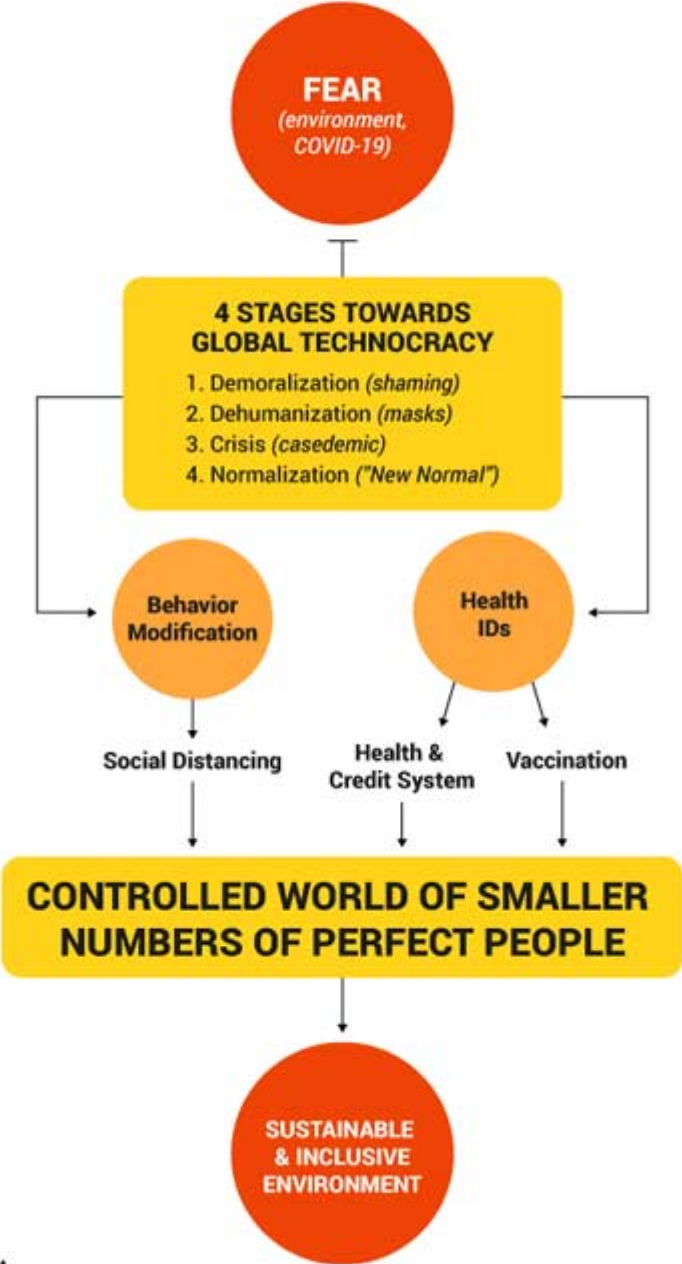 FEAR
(environment,
COVID-19)
4 STAGES TOWARDS
GLOBAL TECHNOCRACY
1. Demoralization (shaming)
2. Dehumanization (masks)
3. Crisis (casedemic)
4. Normalization ("New Normal")
Behavior
Modification
Health
IDs
Social Distancing
Health &
Credit System
Vaccination
CONTROLLED WORLD OF SMALLER
NUMBERS OF PERFECT PEOPLE
SUSTAINABLE
& INCLUSIVE
ENVIRONMENT